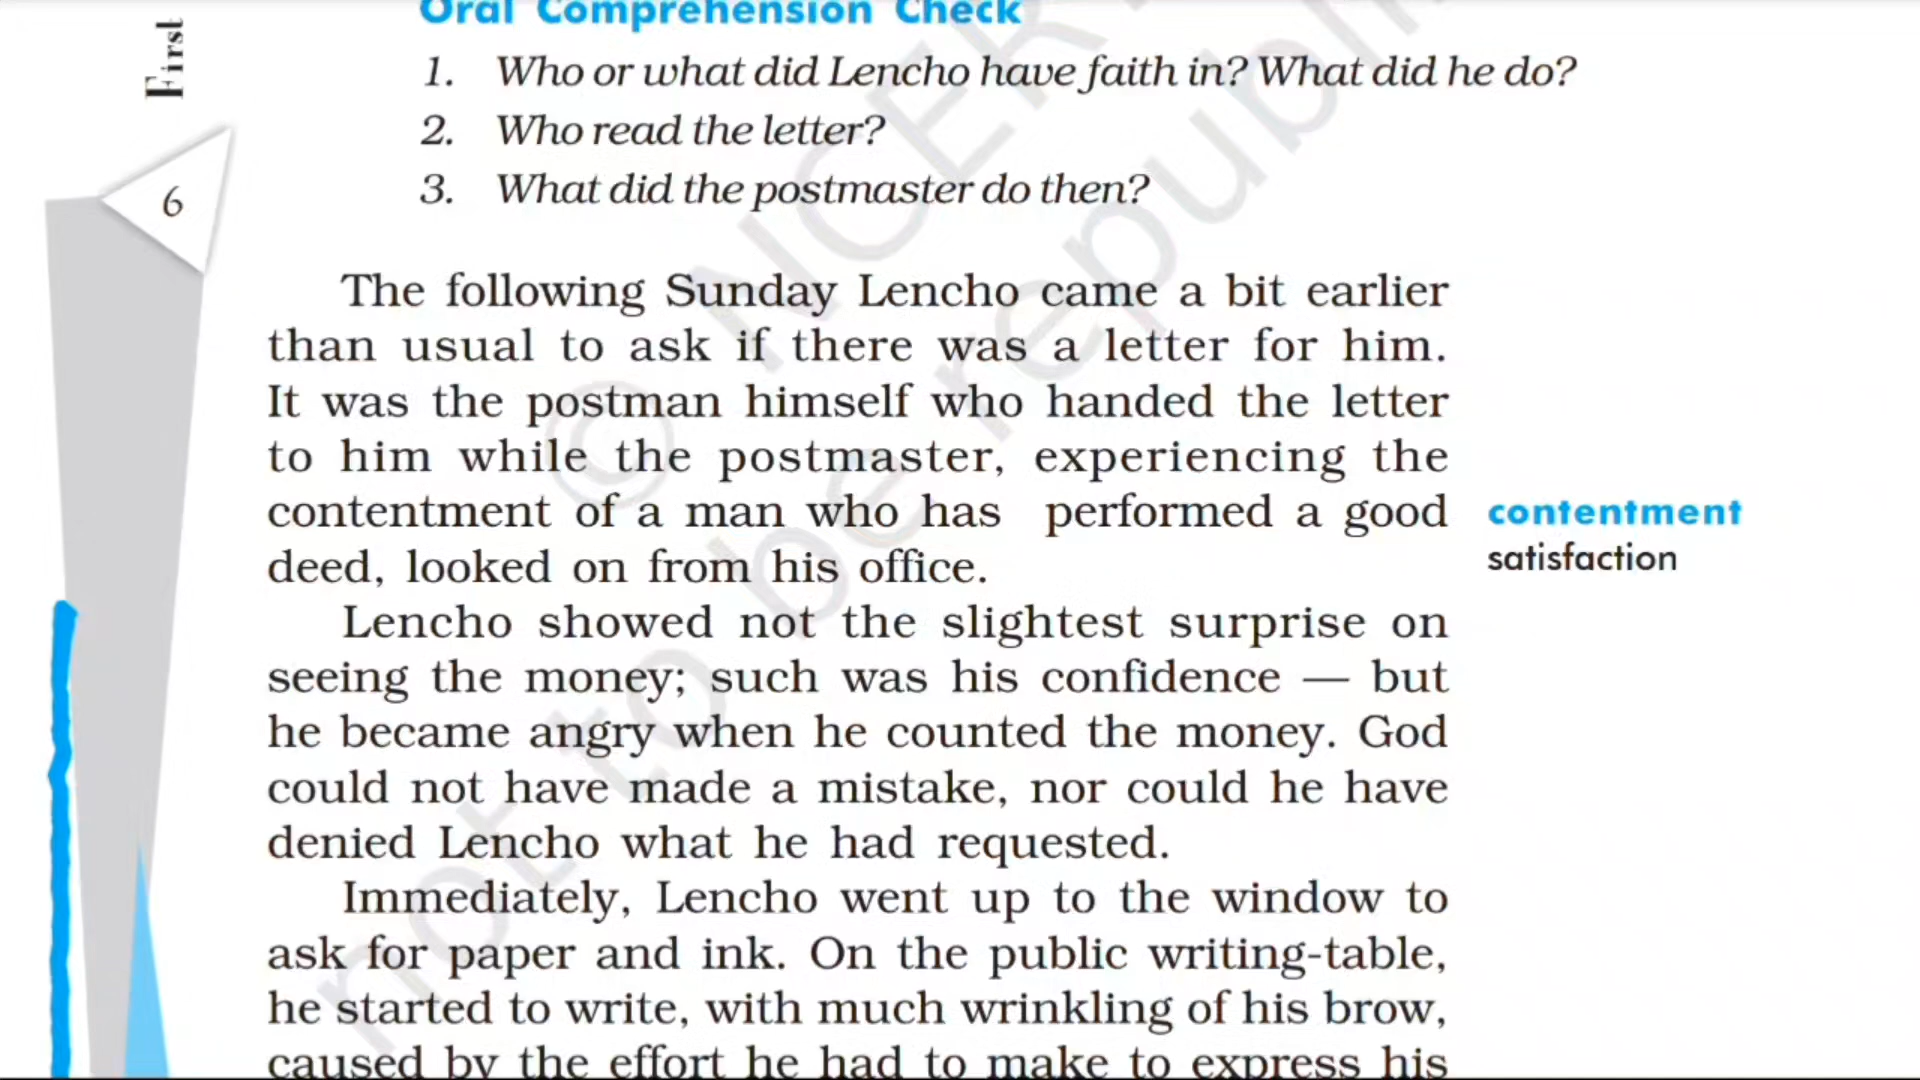 Oral Comprehension Check
First
1. Who or what did Lencho have faith in? What did he do?
2. Who read the letter?
3. What did the postmaster do then?
6
The following Sunday Lencho came a bit earlier
than usual to ask if there was a letter for him.
It was the postman himself who handed the letter
to him while the postmaster, experiencing the
contentment of a man who has performed a good
deed, looked on from his office.
contentment
satisfaction
Lencho showed not the slightest surprise on
seeing the money; such was his confidence — but
he became angry when he counted the money. God
could not have made a mistake, nor could he have
denied Lencho what he had requested.
Immediately, Lencho went up to the window to
ask for paper and ink. On the public writing-table,
he started to write, with much wrinkling of his brow,
caused by the effort he had to make to express his
© NCER
not to be republi